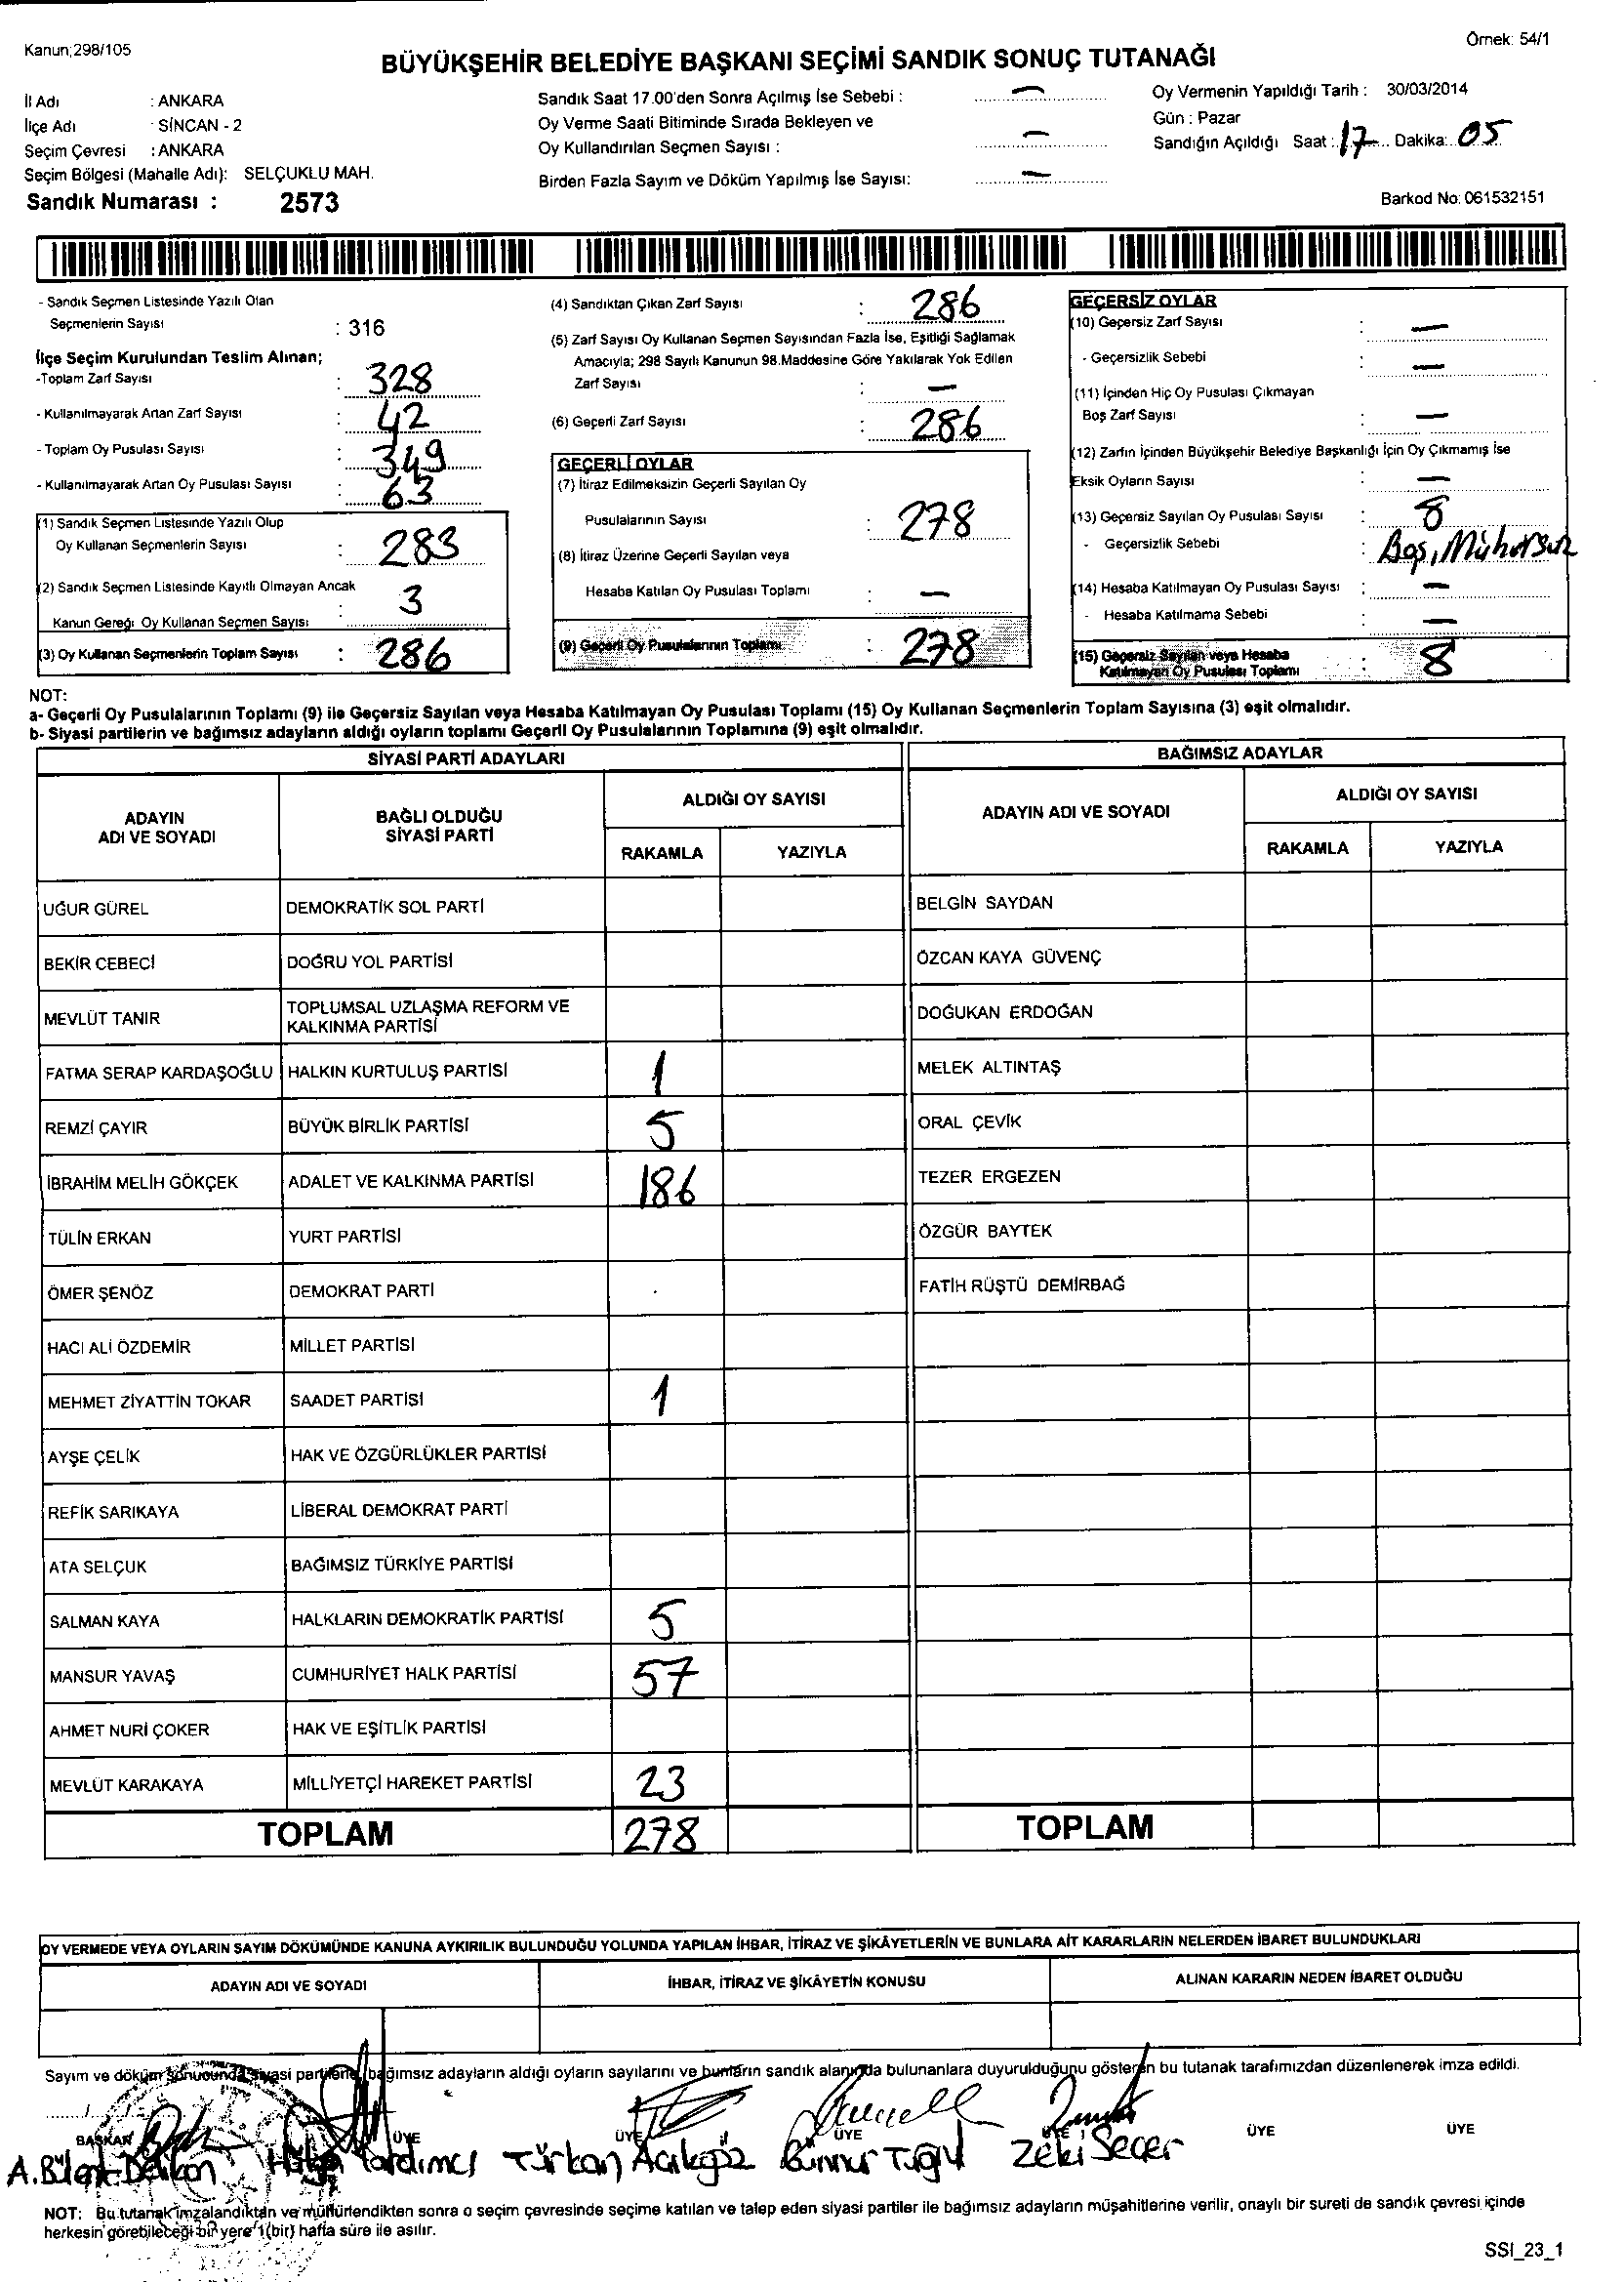 Kanun;298/105
Örnek: 54/1
BÜYÜKŞEHİR BELEDİYE BAŞKANI SEÇİMİ SANDIK SONUÇ TUTANAĞI
İl Adı : ANKARA
İlçe Adı : SİNCAN - 2
Seçim Çevresi : ANKARA
Seçim Bölgesi (Mahalle Adı): SELÇUKLU MAH.
Sandık Numarası : 2573
Sandık Saat 17.00'den Sonra Açılmış İse Sebebi : —
Oy Verme Saati Bitiminde Sırada Bekleyen ve
Oy Kullandırılan Seçmen Sayısı : —
Birden Fazla Sayım ve Döküm Yapılmış İse Sayısı: —
Oy Vermenin Yapıldığı Tarih : 30/03/2014
Gün : Pazar
Sandığın Açıldığı Saat : 17 Dakika: 05
Barkod No: 061532151
- Sandık Seçmen Listesinde Yazılı Olan
Seçmenlerin Sayısı : 316
İlçe Seçim Kurulundan Teslim Alınan;
-Toplam Zarf Sayısı : 328
- Kullanılmayarak Artan Zarf Sayısı : 42
- Toplam Oy Pusulası Sayısı : 349
- Kullanılmayarak Artan Oy Pusulası Sayısı : 63
(1) Sandık Seçmen Listesinde Yazılı Olup
Oy Kullanan Seçmenlerin Sayısı : 283
(2) Sandık Seçmen Listesinde Kayıtlı Olmayan Ancak
Kanun Gereği Oy Kullanan Seçmen Sayısı : 3
(3) Oy Kullanan Seçmenlerin Toplam Sayısı : 286
(4) Sandıktan Çıkan Zarf Sayısı : 286
(5) Zarf Sayısı Oy Kullanan Seçmen Sayısından Fazla İse, Eşitliği Sağlamak
Amacıyla; 298 Sayılı Kanunun 98.Maddesine Göre Yakılarak Yok Edilen
Zarf Sayısı : —
(6) Geçerli Zarf Sayısı : 286
GEÇERLİ OYLAR
(7) İtiraz Edilmeksizin Geçerli Sayılan Oy
Pusulalarının Sayısı : 278
(8) İtiraz Üzerine Geçerli Sayılan veya
Hesaba Katılan Oy Pusulası Toplamı : —
(9) Geçerli Oy Pusulalarının Toplamı : 278
GEÇERSİZ OYLAR
(10) Geçersiz Zarf Sayısı : —
- Geçersizlik Sebebi : —
(11) İçinden Hiç Oy Pusulası Çıkmayan
Boş Zarf Sayısı : —
(12) Zarfın İçinden Büyükşehir Belediye Başkanlığı İçin Oy Çıkmamış İse
Eksik Oyların Sayısı : —
(13) Geçersiz Sayılan Oy Pusulası Sayısı : 8
- Geçersizlik Sebebi : Boş, Mühürsüz
(14) Hesaba Katılmayan Oy Pusulası Sayısı : —
- Hesaba Katılmama Sebebi : —
(15) Geçersiz Sayılan veya Hesaba
Katılmayan Oy Pusulası Toplamı : 8
NOT:
a- Geçerli Oy Pusulalarının Toplamı (9) ile Geçersiz Sayılan veya Hesaba Katılmayan Oy Pusulası Toplamı (15) Oy Kullanan Seçmenlerin Toplam Sayısına (3) eşit olmalıdır.
b- Siyasi partilerin ve bağımsız adayların aldığı oyların toplamı Geçerli Oy Pusulalarının Toplamına (9) eşit olmalıdır.
SİYASİ PARTİ ADAYLARI
ADAYIN ADI VE SOYADI
BAĞLI OLDUĞU SİYASİ PARTİ
ALDIĞI OY SAYISI
RAKAMLA YAZIYLA
UĞUR GÜREL DEMOKRATİK SOL PARTİ
BEKİR CEBECİ DOĞRU YOL PARTİSİ
MEVLÜT TANIR TOPLUMSAL UZLAŞMA REFORM VE KALKINMA PARTİSİ
FATMA SERAP KARDAŞOĞLU HALKIN KURTULUŞ PARTİSİ 1
REMZİ ÇAYIR BÜYÜK BİRLİK PARTİSİ 5
İBRAHİM MELİH GÖKÇEK ADALET VE KALKINMA PARTİSİ 186
TÜLİN ERKAN YURT PARTİSİ
ÖMER ŞENÖZ DEMOKRAT PARTİ
HACI ALİ ÖZDEMİR MİLLET PARTİSİ
MEHMET ZİYATTİN TOKAR SAADET PARTİSİ 1
AYŞE ÇELİK HAK VE ÖZGÜRLÜKLER PARTİSİ
REFİK SARIKAYA LİBERAL DEMOKRAT PARTİ
ATA SELÇUK BAĞIMSIZ TÜRKİYE PARTİSİ
SALMAN KAYA HALKLARIN DEMOKRATİK PARTİSİ 5
MANSUR YAVAŞ CUMHURİYET HALK PARTİSİ 57
AHMET NURİ ÇOKER HAK VE EŞİTLİK PARTİSİ
MEVLÜT KARAKAYA MİLLİYETÇİ HAREKET PARTİSİ 23
TOPLAM 278
BAĞIMSIZ ADAYLAR
ADAYIN ADI VE SOYADI
ALDIĞI OY SAYISI
RAKAMLA YAZIYLA
BELGİN SAYDAN
ÖZCAN KAYA GÜVENÇ
DOĞUKAN ERDOĞAN
MELEK ALTINTAŞ
ORAL ÇEVİK
TEZER ERGEZEN
ÖZGÜR BAYTEK
FATİH RÜŞTÜ DEMİRBAĞ
TOPLAM
OY VERMEDE VEYA OYLARIN SAYIM DÖKÜMÜNDE KANUNA AYKIRILIK BULUNDUĞU YOLUNDA YAPILAN İHBAR, İTİRAZ VE ŞİKÂYETLERİN VE BUNLARA AİT KARARLARIN NELERDEN İBARET BULUNDUKLARI
ADAYIN ADI VE SOYADI İHBAR, İTİRAZ VE ŞİKÂYETİN KONUSU ALINAN KARARIN NEDEN İBARET OLDUĞU
Sayım ve döküm sonucunda siyasi partilerle, bağımsız adayların aldığı oyların sayılarını ve bunların sandık alanında bulunanlara duyurulduğunu gösteren bu tutanak tarafımızdan düzenlenerek imza edildi.
....../....../
BAŞKAN ÜYE ÜYE ÜYE ÜYE ÜYE ÜYE
A.Bülent Yardımcı Türkan Açıkgöz Zeki Seçer
NOT: Bu tutanak imzalandıktan ve mühürlendikten sonra o seçim çevresinde seçime katılan ve talep eden siyasi partiler ile bağımsız adayların müşahitlerine verilir, onaylı bir sureti de sandık çevresi içinde
herkesin görebileceği bir yere 1(bir) hafta süre ile asılır.
SSI_23_1